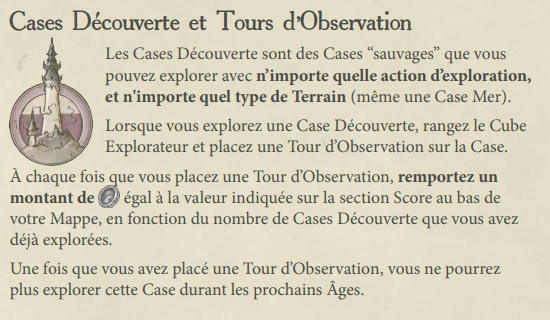 Cases Découverte et Tours d’Observation
Les Cases Découverte sont des Cases “sauvages” que vous
pouvez explorer avec n’importe quelle action d’exploration,
et n'importe quel type de Terrain (même une Case Mer).
Lorsque vous explorez une Case Découverte, rangez le Cube
Explorateur et placez une Tour d’Observation sur la Case.
À chaque fois que vous placez une Tour d’Observation, remportez un
montant de égal à la valeur indiquée sur la section Score au bas de
votre Mappe, en fonction du nombre de Cases Découverte que vous avez
déjà explorées.
Une fois que vous avez placé une Tour d’Observation, vous ne pourrez
plus explorer cette Case durant les prochains Âges.